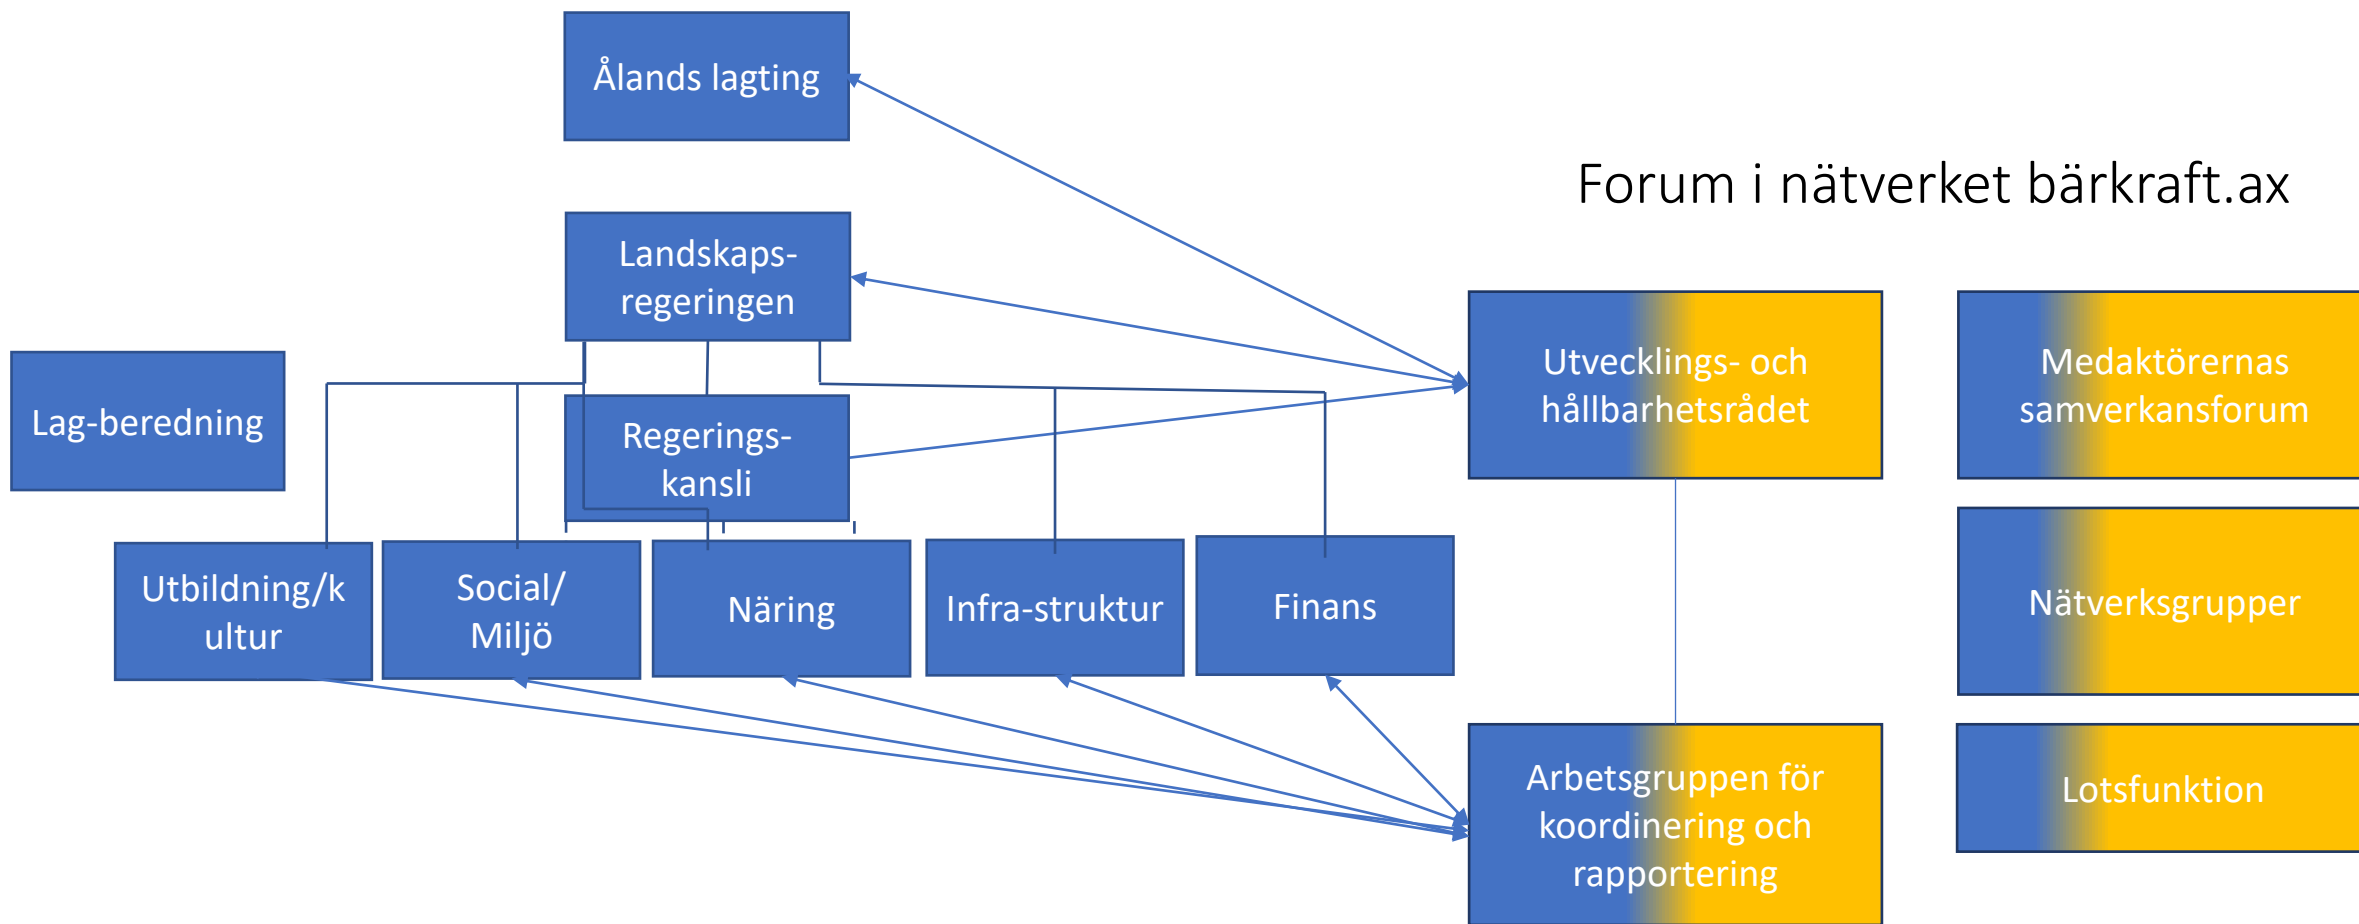 Ålands lagting
Forum i nätverket bärkraft.ax
Landskaps-
regeringen
Utvecklings- och
hållbarhetsrådet
Medaktörernas
samverkansforum
Lag-beredning
Regerings-
kansli
Utbildning/k
ultur
Social/
Miljö
Näring
Infra-struktur
Finans
Nätverksgrupper
Arbetsgruppen för
koordinering och
rapportering
Lotsfunktion